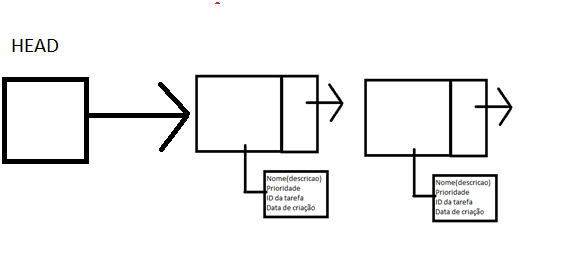 HEAD
Nome(descricao)
Prioridade
ID da tarefa
Data de criação
Nome(descricao)
Prioridade
ID da tarefa
Data de criação